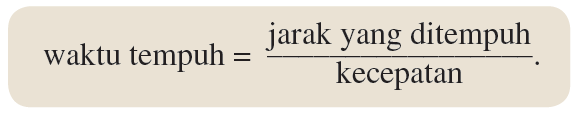 waktu tempuh = jarak yang ditempuh / kecepatan.